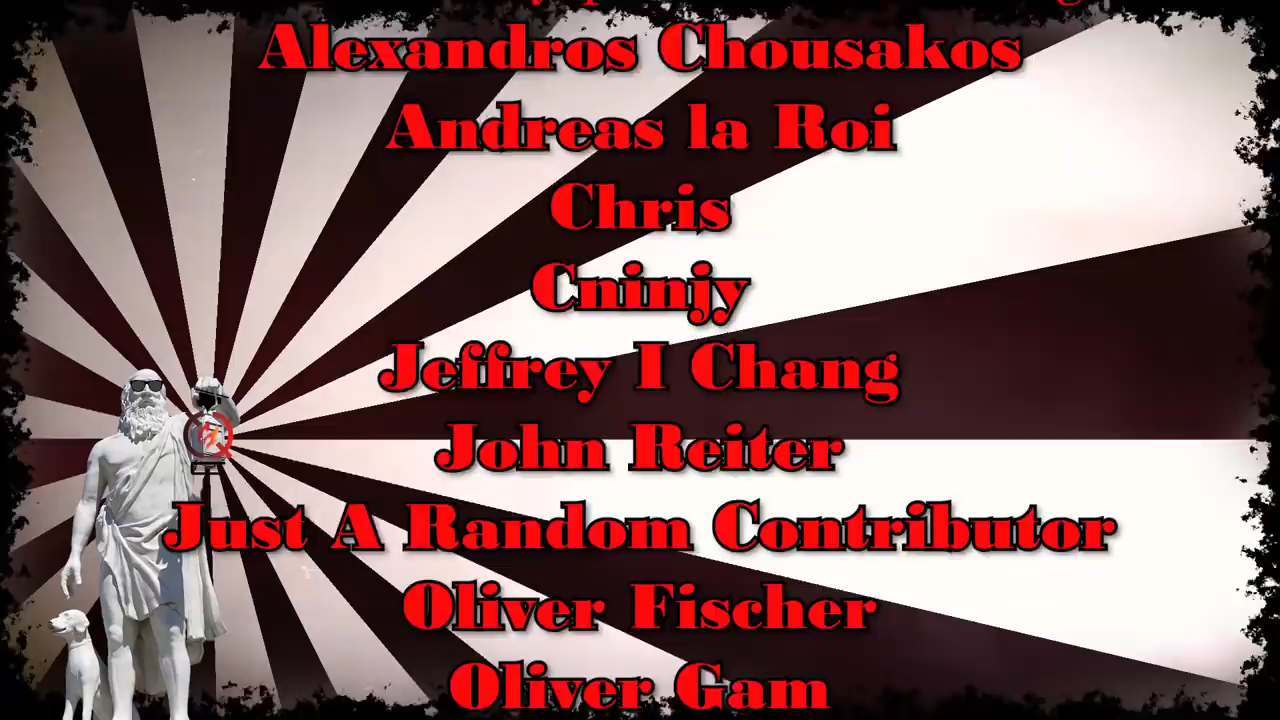 Alexandros Chousakos
Andreas la Roi
Chris
Cninjy
Jeffrey I Chang
John Reiter
Just A Random Contributor
Oliver Fischer
Oliver Gam